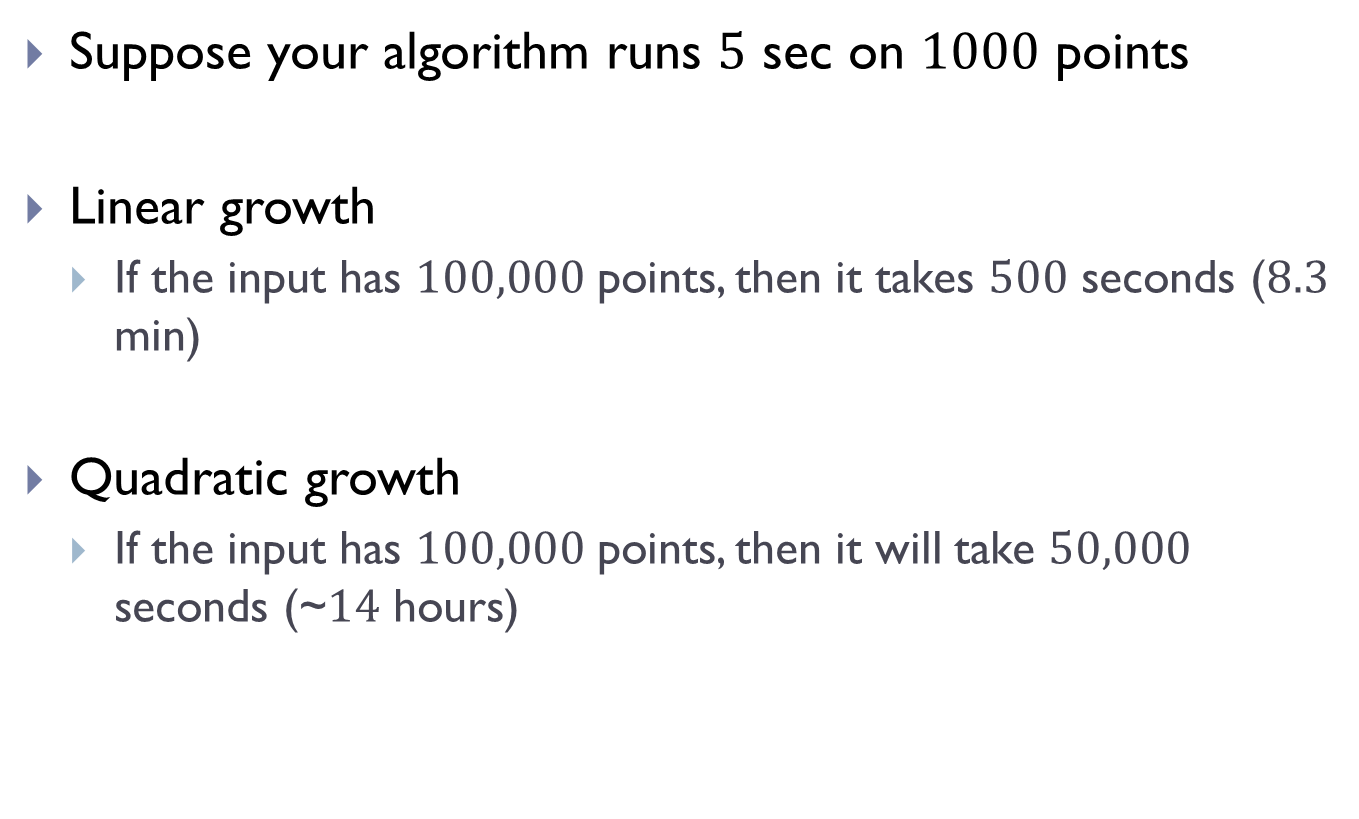 Suppose your algorithm runs 5 sec on 1000 points
Linear growth
If the input has 100,000 points, then it takes 500 seconds (8.3
min)
Quadratic growth
If the input has 100,000 points, then it will take 50,000
seconds (~14 hours)